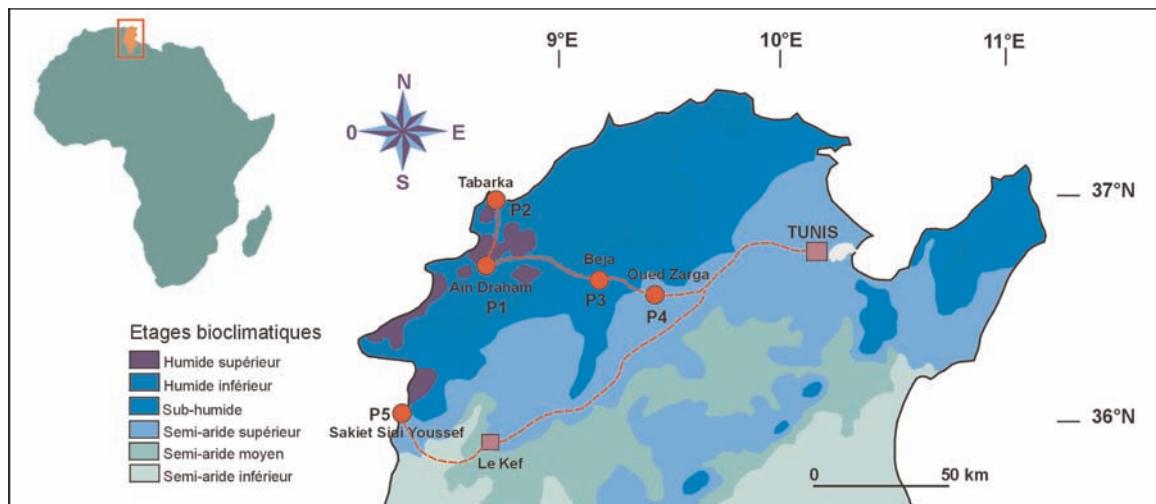 9°E 10°E 11°E
N
0 E
S
37°N
Tabarka
P2
TUNIS
Béja
Oued Zarga
Ain Draham
P1
P3
P4
Etages bioclimatiques
Humide supérieur
Humide inférieur
Sub-humide
Semi-aride supérieur
Semi-aride moyen
Semi-aride inférieur
P5
Sakiet Sidi Youssef
36°N
Le Kef
0 50 km